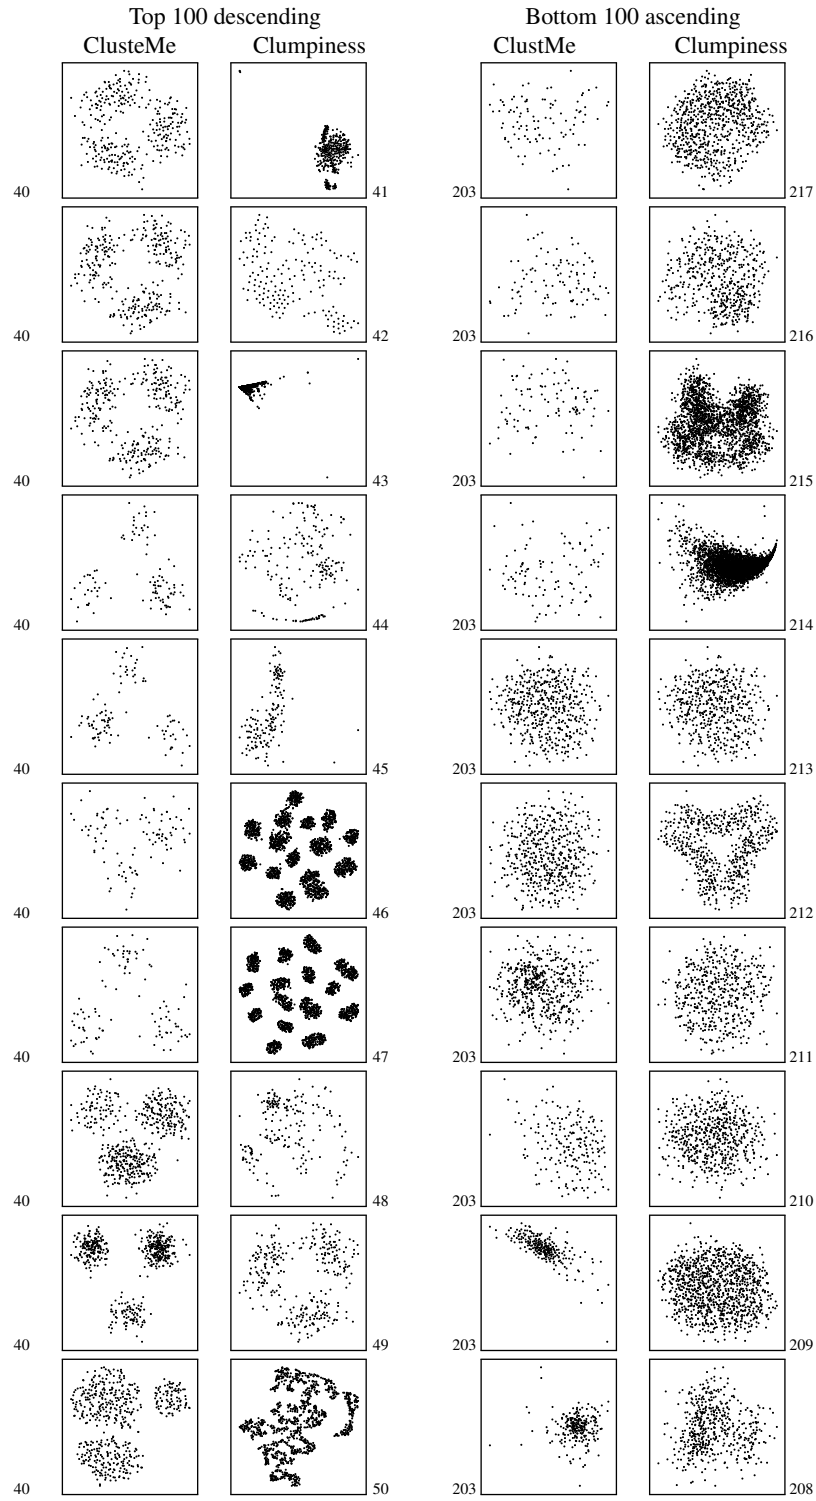 Top 100 descending Bottom 100 ascending
ClusteMe Clumpiness ClustMe Clumpiness
40 41 203 217
40 42 203 216
40 43 203 215
40 44 203 214
40 45 203 213
40 46 203 212
40 47 203 211
40 48 203 210
40 49 203 209
40 50 203 208